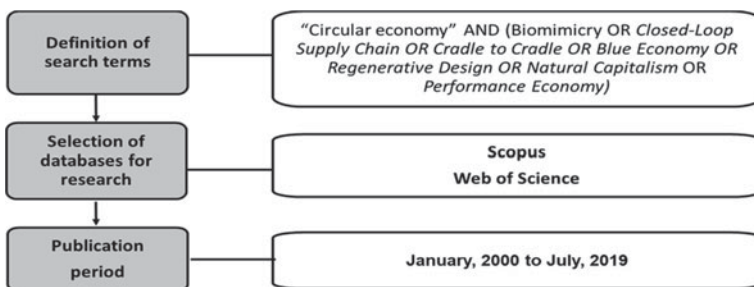 Definition of
search terms
"Circular economy" AND (Biomimicry OR Closed-Loop
Supply Chain OR Cradle to Cradle OR Blue Economy OR
Regenerative Design OR Natural Capitalism OR
Performance Economy)
Selection of
databases for
research
Scopus
Web of Science
Publication
period
January, 2000 to July, 2019